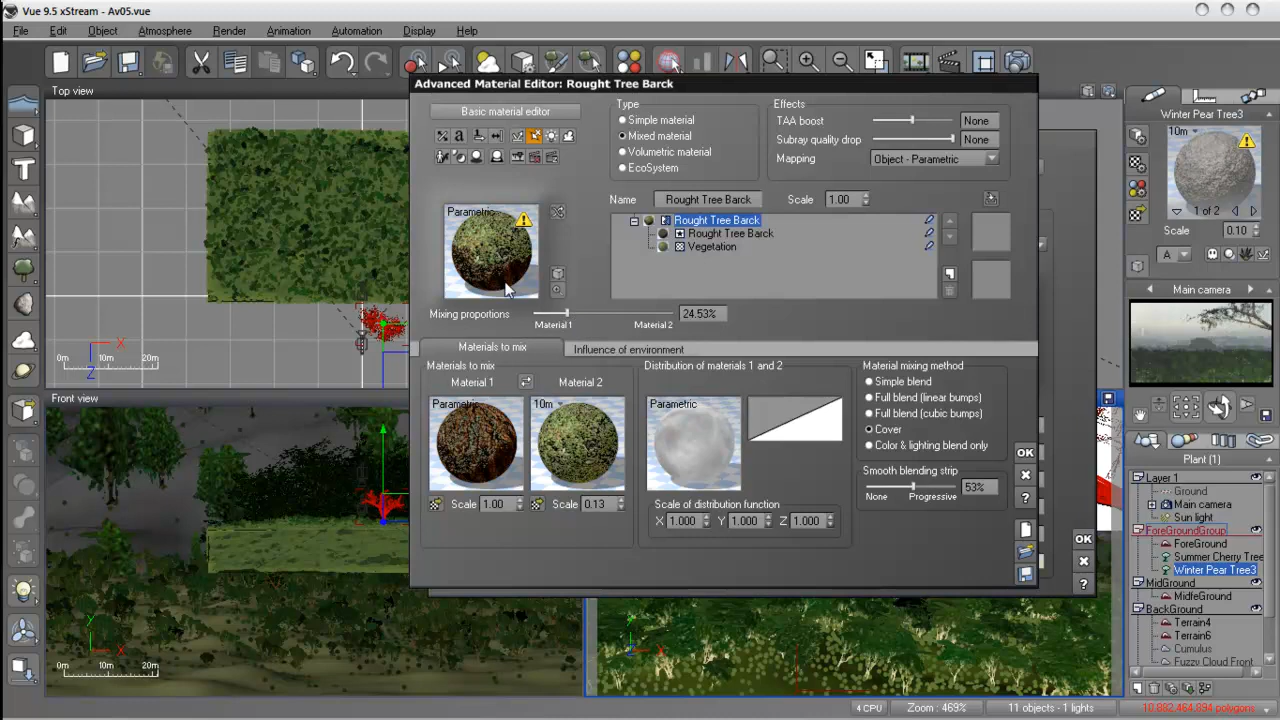 Vue 9.5 xStream - Av05.vue
File Edit Object Atmosphere Render Animation Automation Display Help
Top view
Advanced Material Editor: Rought Tree Barck
Basic material editor
Type
Simple material
Mixed material
Volumetric material
EcoSystem
Effects
TAA boost None
Subray quality drop None
Mapping Object - Parametric
Name Rought Tree Barck Scale 1.00
Parametric
Rought Tree Barck
Rought Tree Barck
Vegetation
Mixing proportions 24.53%
Material 1 Material 2
Materials to mix Influence of environment
Materials to mix
Material 1 Material 2
Parametric 10m
Scale 1.00 Scale 0.13
Distribution of materials 1 and 2
Parametric
Scale of distribution function
X 1.000 Y 1.000 Z 1.000
Material mixing method
Simple blend
Full blend (linear bumps)
Full blend (cubic bumps)
Cover
Color & lighting blend only
Smooth blending strip
53%
None Progressive
OK
?
OK
?
0m 10m 20m
X
Z
Front view
y
X
0m 10m 20m
y
X
Winter Pear Tree3
10m
1 of 2
Scale 0.10
A
Main camera
Plant (1)
Layer 1
Ground
Main camera
Sun light
ForeGroundGroup
ForeGround
Summer Cherry Tree
Winter Pear Tree3
MidGround
MidfeGround
BackGround
Terrain4
Terrain6
Cumulus
Fuzzy Cloud Front
4 CPU Zoom : 469% 11 objects - 1 lights 10,882,464,894 polygons